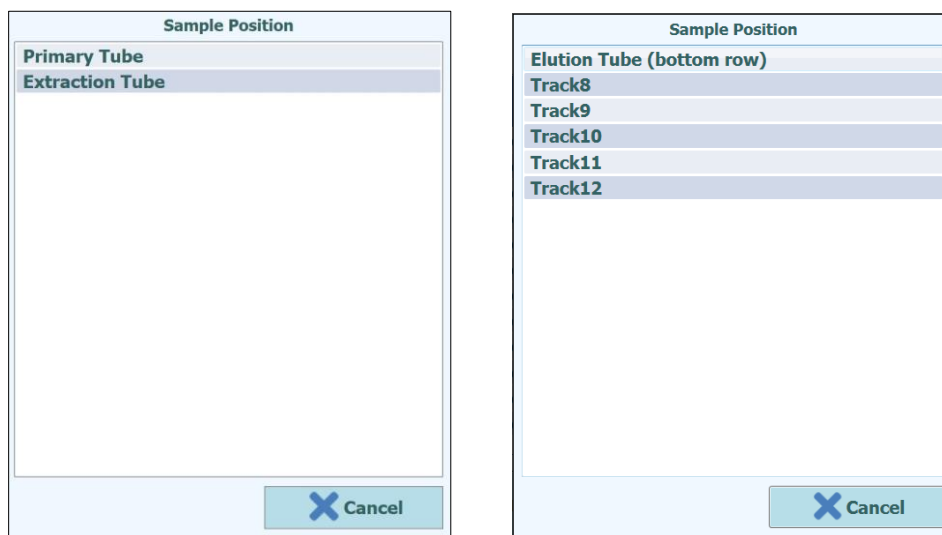 Sample Position
Primary Tube
Extraction Tube
Cancel
Sample Position
Elution Tube (bottom row)
Track8
Track9
Track10
Track11
Track12
Cancel